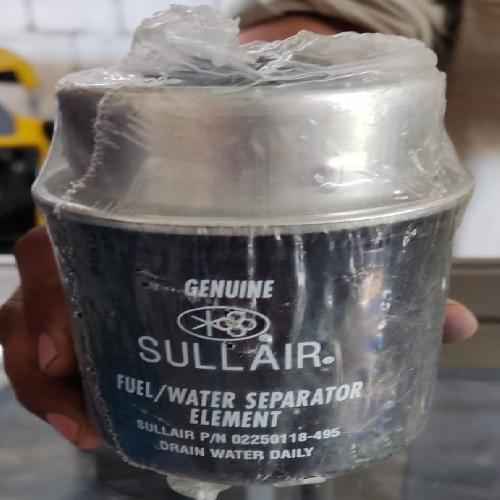 GENUINE
SULLAIR.
FUEL/WATER SEPARATOR
ELEMENT
SULLAIR P/N 02250118-495
DRAIN WATER DAILY